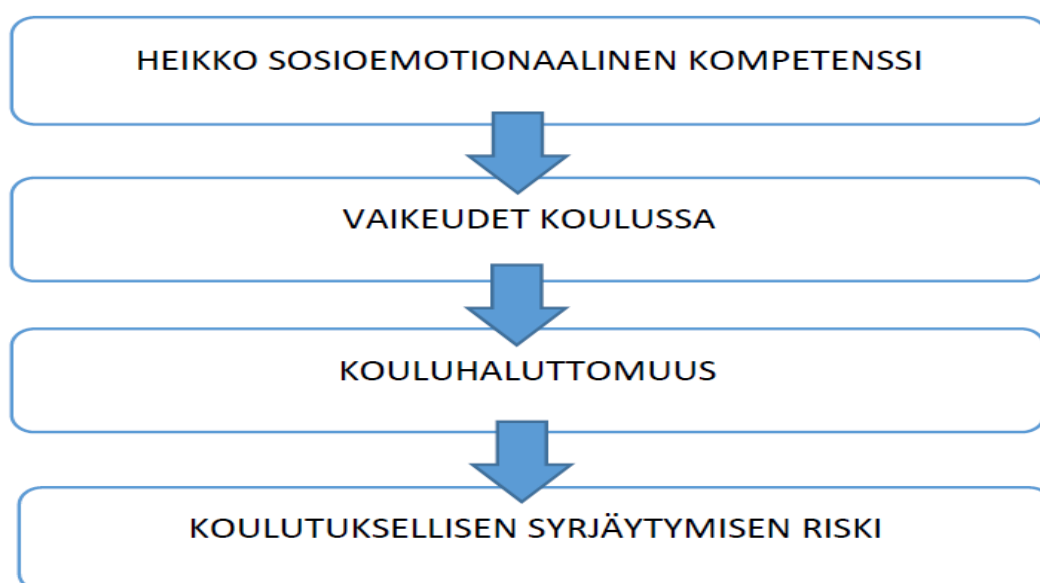 HEIKKO SOSIOEMOTIONAALINEN KOMPETENSSI
VAIKEUDET KOULUSSA
KOULUHALUTTOMUUS
KOULUTUKSELLISEN SYRJÄYTYMISEN RISKI